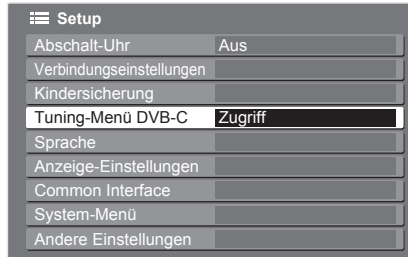 Setup
Abschalt-Uhr Aus
Verbindungseinstellungen
Kindersicherung
Tuning-Menü DVB-C Zugriff
Sprache
Anzeige-Einstellungen
Common Interface
System-Menü
Andere Einstellungen